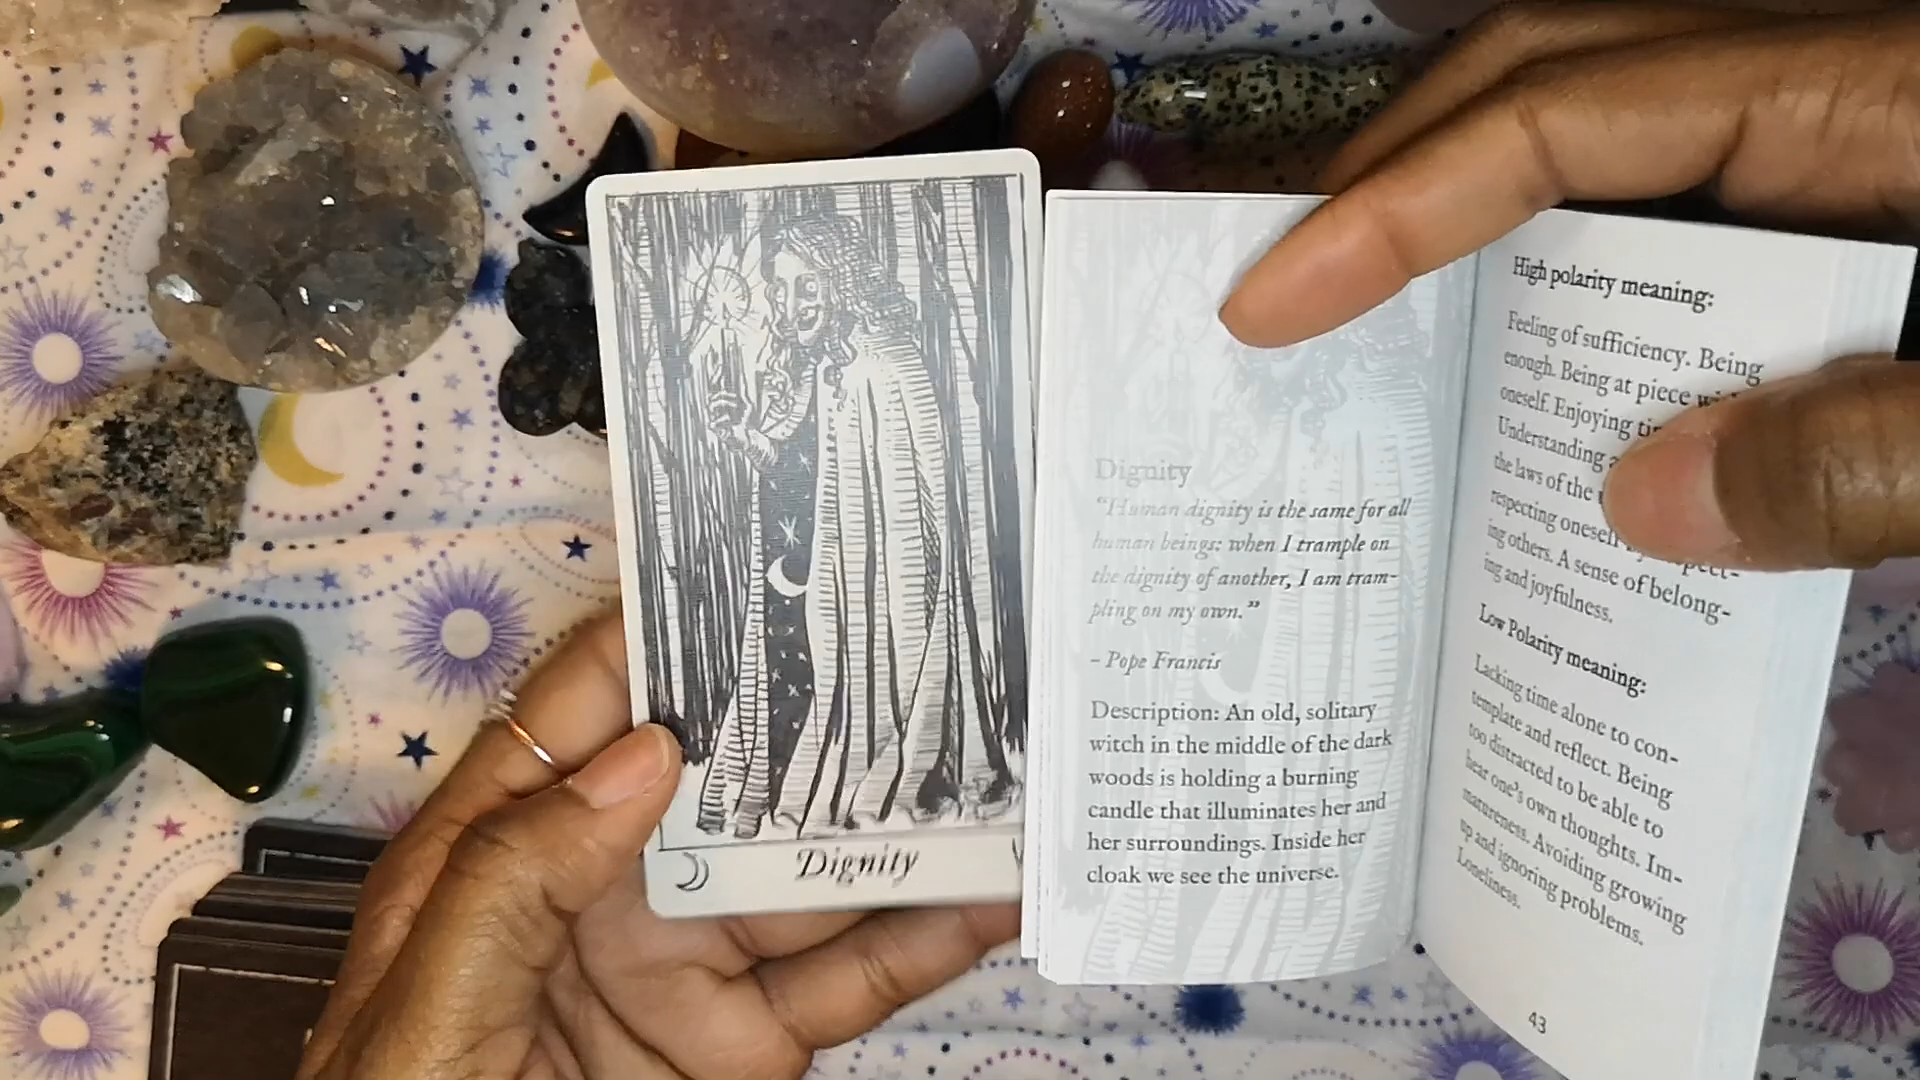 Dignity
Dignity
“Human dignity is the same for all
human beings; when I trample on
the dignity of another, I am tram-
pling on my own.”
– Pope Francis
Description: An old, solitary
witch in the middle of the dark
woods is holding a burning
candle that illuminates her and
her surroundings. Inside her
cloak we see the universe.
High polarity meaning:
Feeling of sufficiency. Being
enough. Being at piece
oneself. Enjoying
Understanding
the laws of the
respecting oneself
ing others. A sense of belong-
ing and joyfulness.
Low Polarity meaning:
Lacking time alone to con-
template and reflect. Being
too distracted to be able to
hear one's own thoughts. Im-
matureness. Avoiding growing
up and ignoring problems.
Loneliness.
43